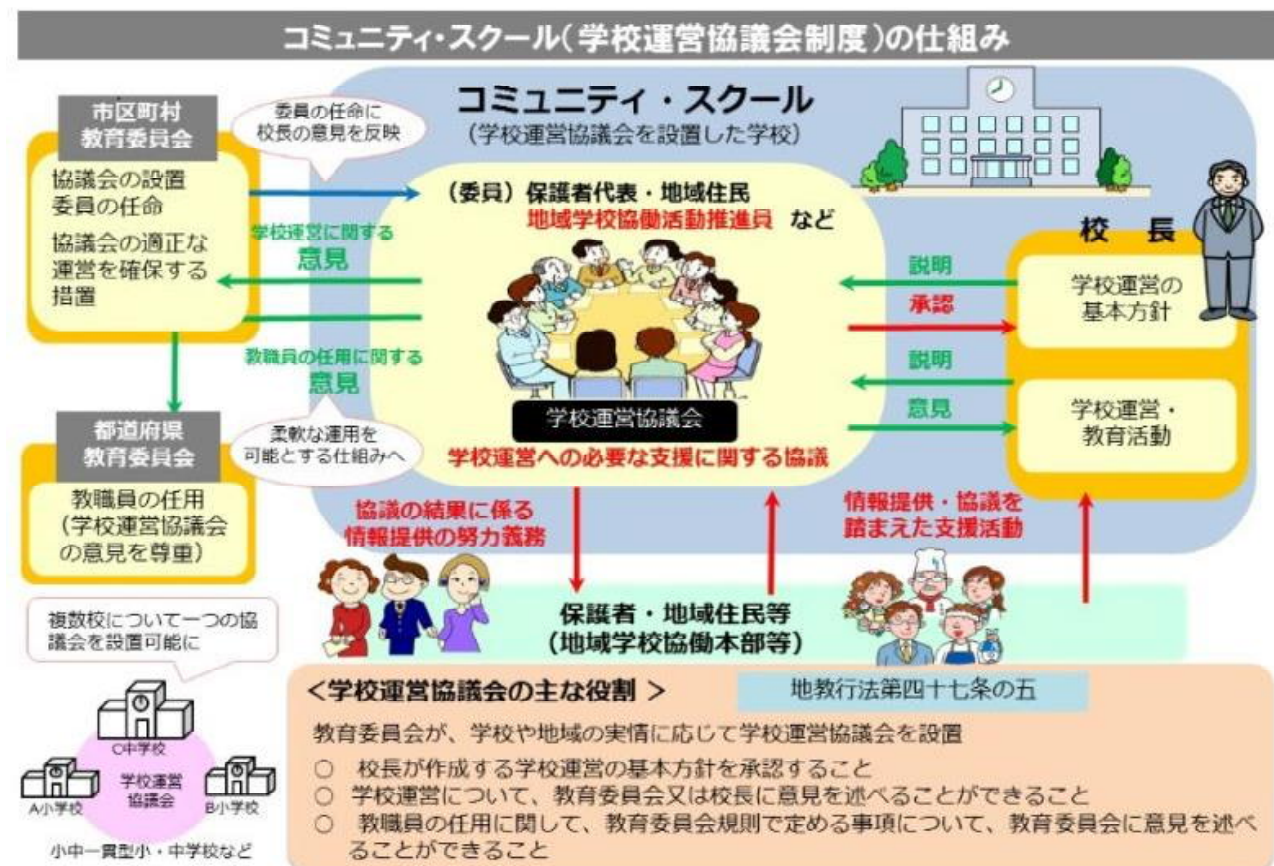 コミュニティ・スクール(学校運営協議会制度)の仕組み
市区町村
教育委員会
協議会の設置
委員の任命
協議会の適正な
運営を確保する
措置
委員の任命に
校長の意見を反映
コミュニティ・スクール
(学校運営協議会を設置した学校)
(委員)保護者代表・地域住民
地域学校協働活動推進員 など
学校運営に関する
意見
教職員の任用に関する
意見
学校運営協議会
学校運営への必要な支援に関する協議
校 長
学校運営の
基本方針
説明
承認
説明
意見
学校運営・
教育活動
都道府県
教育委員会
教職員の任用
(学校運営協議会
の意見を尊重)
柔軟な運用を
可能とする仕組みへ
協議の結果に係る
情報提供の努力義務
情報提供・協議を
踏まえた支援活動
保護者・地域住民等
(地域学校協働本部等)
複数校について一つの協
議会を設置可能に
C中学校
学校運営
協議会
A小学校
B小学校
小中一貫型小・中学校など
<学校運営協議会の主な役割 >
地教行法第四十七条の五
教育委員会が、学校や地域の実情に応じて学校運営協議会を設置
○ 校長が作成する学校運営の基本方針を承認すること
○ 学校運営について、教育委員会又は校長に意見を述べることができること
○ 教職員の任用に関して、教育委員会規則で定める事項について、教育委員会に意見を述べ
ることができること